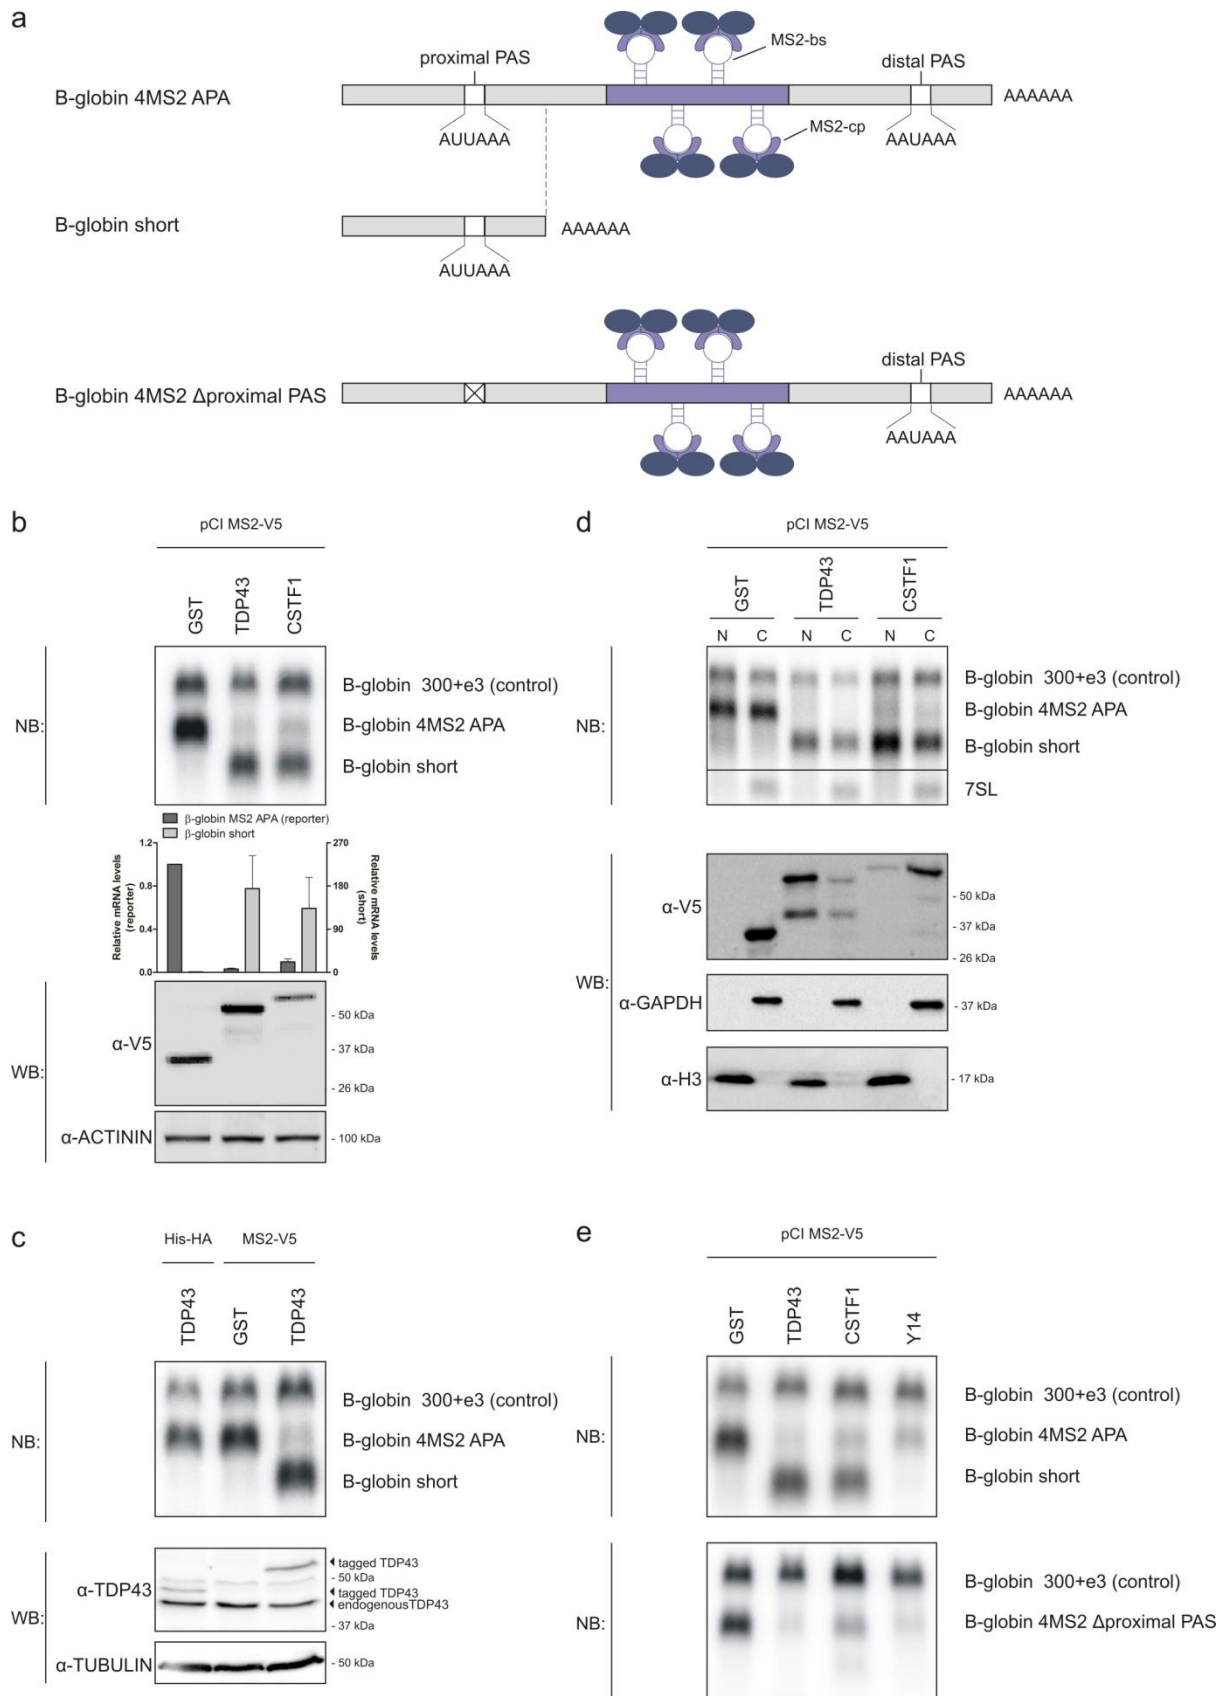 a
proximal PAS
MS2-bs
distal PAS
B-globin 4MS2 APA
AAAAAA
AUUAAA
MS2-cp
AAUAAA
B-globin short
AAAAAA
AUUAAA
distal PAS
B-globin 4MS2 Δproximal PAS
AAAAAA
AAUAAA
b
pCI MS2-V5
GST
TDP43
CSTF1
NB:
B-globin 300+e3 (control)
B-globin 4MS2 APA
B-globin short
β-globin MS2 APA (reporter)
β-globin short
Relative mRNA levels
(reporter)
1.2
0.8
0.4
0.0
270
180
90
0
Relative mRNA levels
(short)
WB:
α-V5
- 50 kDa
- 37 kDa
- 26 kDa
α-ACTININ
- 100 kDa
d
pCI MS2-V5
GST
TDP43
CSTF1
N C N C N C
NB:
B-globin 300+e3 (control)
B-globin 4MS2 APA
B-globin short
7SL
WB:
α-V5
- 50 kDa
- 37 kDa
- 26 kDa
α-GAPDH
- 37 kDa
α-H3
- 17 kDa
c
His-HA
MS2-V5
TDP43
GST
TDP43
NB:
B-globin 300+e3 (control)
B-globin 4MS2 APA
B-globin short
WB:
α-TDP43
tagged TDP43
- 50 kDa
tagged TDP43
endogenousTDP43
- 37 kDa
α-TUBULIN
- 50 kDa
e
pCI MS2-V5
GST
TDP43
CSTF1
Y14
NB:
B-globin 300+e3 (control)
B-globin 4MS2 APA
B-globin short
NB:
B-globin 300+e3 (control)
B-globin 4MS2 Δproximal PAS